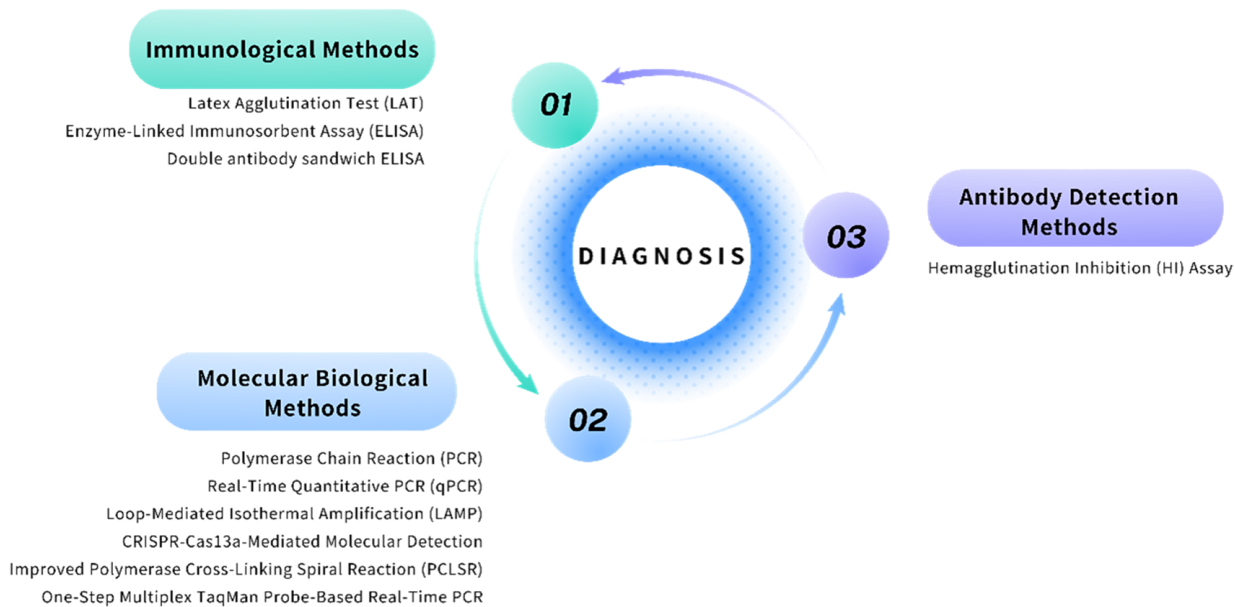 Immunological Methods
Latex Agglutination Test (LAT)
Enzyme-Linked Immunosorbent Assay (ELISA)
Double antibody sandwich ELISA
01
DIAGNOSIS
03
Antibody Detection
Methods
Hemagglutination Inhibition (HI) Assay
02
Molecular Biological
Methods
Polymerase Chain Reaction (PCR)
Real-Time Quantitative PCR (qPCR)
Loop-Mediated Isothermal Amplification (LAMP)
CRISPR-Cas13a-Mediated Molecular Detection
Improved Polymerase Cross-Linking Spiral Reaction (PCLSR)
One-Step Multiplex TaqMan Probe-Based Real-Time PCR